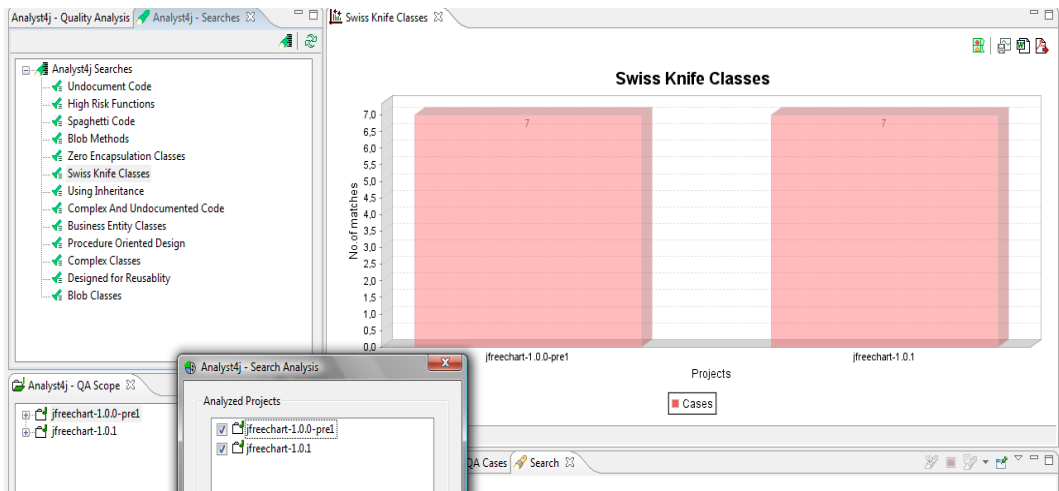 Analyst4j - Quality Analysis
Analyst4j - Searches
Analyst4j Searches
Undocument Code
High Risk Functions
Spaghetti Code
Blob Methods
Zero Encapsulation Classes
Swiss Knife Classes
Using Inheritance
Complex And Undocumented Code
Business Entity Classes
Procedure Oriented Design
Complex Classes
Designed for Reusablity
Blob Classes
Swiss Knife Classes
Swiss Knife Classes
No.of matches
7,0
6,5
6,0
5,5
5,0
4,5
4,0
3,5
3,0
2,5
2,0
1,5
1,0
0,5
0,0
7
7
jfreechart-1.0.0-pre1
jfreechart-1.0.1
Projects
Cases
Analyst4j - QA Scope
jfreechart-1.0.0-pre1
jfreechart-1.0.1
Analyst4j - Search Analysis
Analyzed Projects
jfreechart-1.0.0-pre1
jfreechart-1.0.1
QA Cases
Search